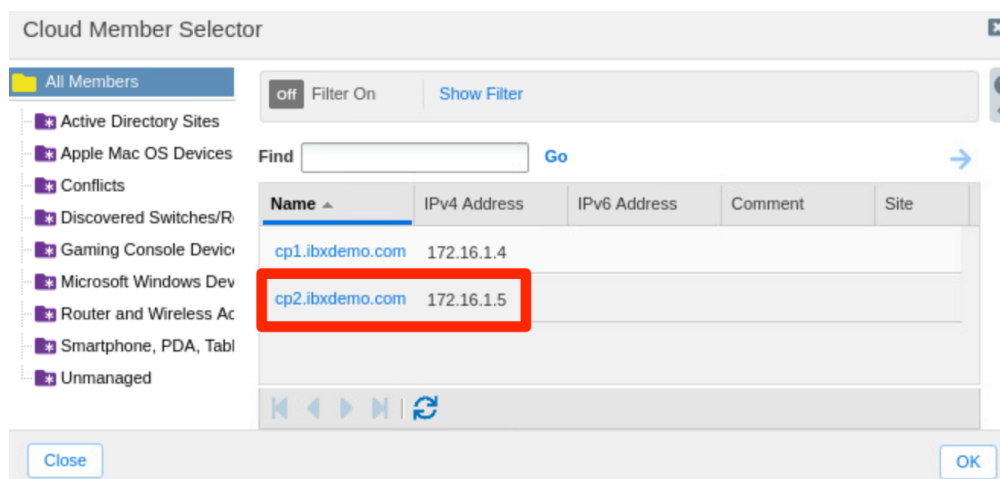 Cloud Member Selector
All Members
Active Directory Sites
Apple Mac OS Devices
Conflicts
Discovered Switches/R
Gaming Console Devic
Microsoft Windows Dev
Router and Wireless Ac
Smartphone, PDA, Tabl
Unmanaged
Off Filter On Show Filter
Find Go
Name IPv4 Address IPv6 Address Comment Site
cp1.ibxdemo.com 172.16.1.4
cp2.ibxdemo.com 172.16.1.5
Close OK